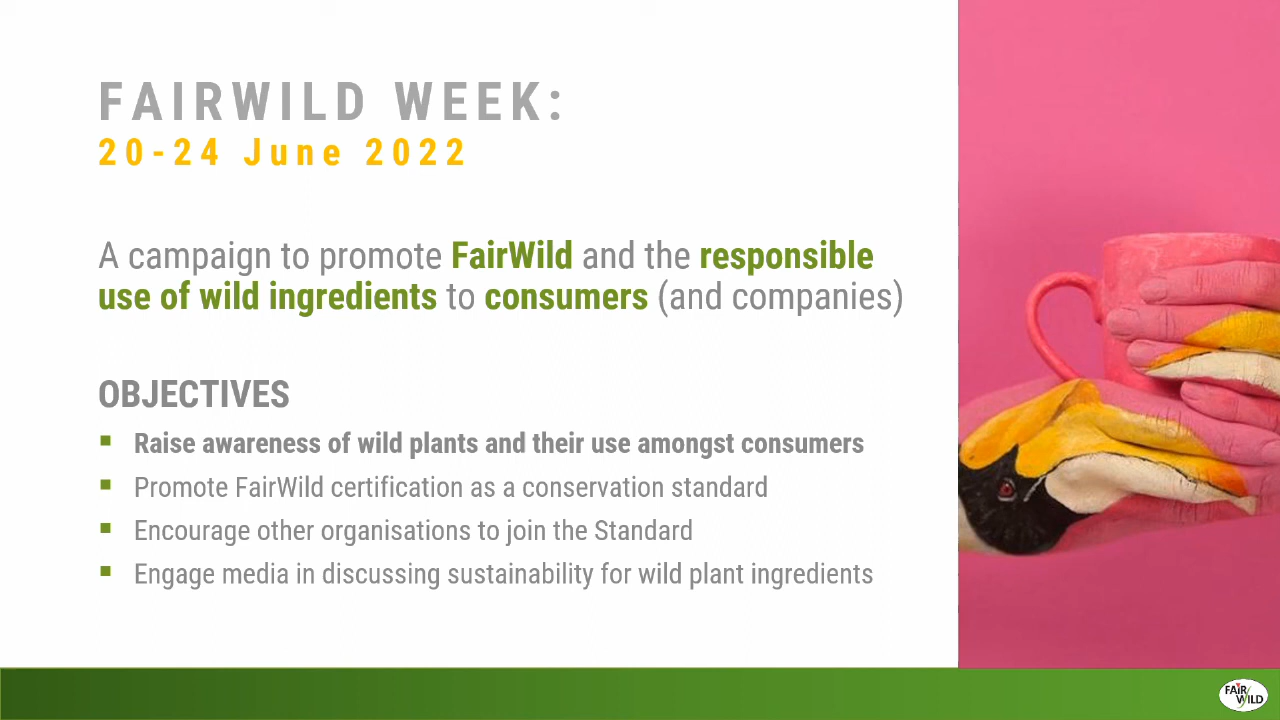 FAIRWILD WEEK:
20-24 June 2022
A campaign to promote FairWild and the responsible
use of wild ingredients to consumers (and companies)
OBJECTIVES
Raise awareness of wild plants and their use amongst consumers
Promote FairWild certification as a conservation standard
Encourage other organisations to join the Standard
Engage media in discussing sustainability for wild plant ingredients
FAIR
WILD